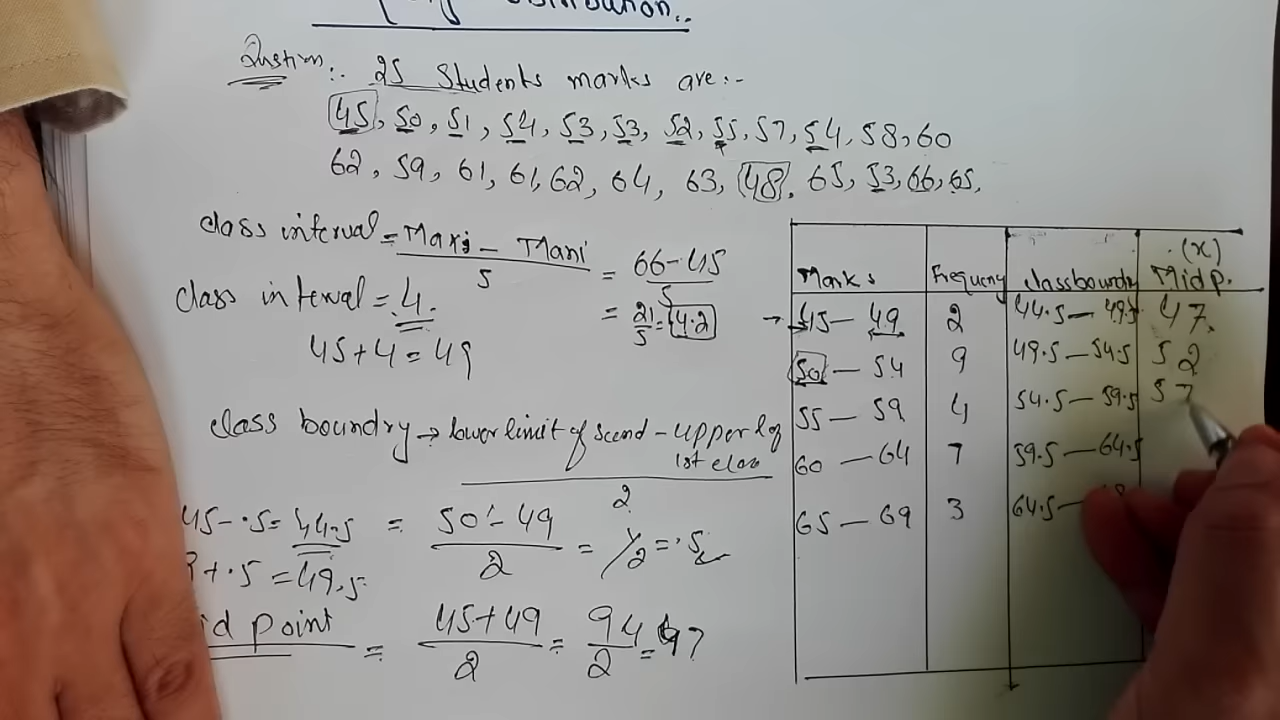 Distribution..
Qustion:- 25 Students marks are:-
45, 50, 51, 54, 53, 53, 52, 55, 57, 54, 58, 60
62, 59, 61, 61, 62, 64, 63, 48, 65, 53, 66, 65,
class interval = Maxi - Mani / 5 = 66-45 / 5
class interval = 4. = 21/5 = 4.2
45+4 = 49
class boundry → lower limit of Scond - upper l of 1st class / 2
45-.5 = 44.5 = 50-49 / 2 = 1/2 = .5
+.5 = 49.5
id point = 45+49 / 2 = 94/2 = 47
(x)
Marks Frequency classboundry Mid p.
→ 45 — 49 2 44.5 — 49.5 47.
50 — 54 9 49.5 — 54.5 52
55 — 59 4 54.5 — 59.5 57
60 — 64 7 59.5 — 64.5
65 — 69 3 64.5 —